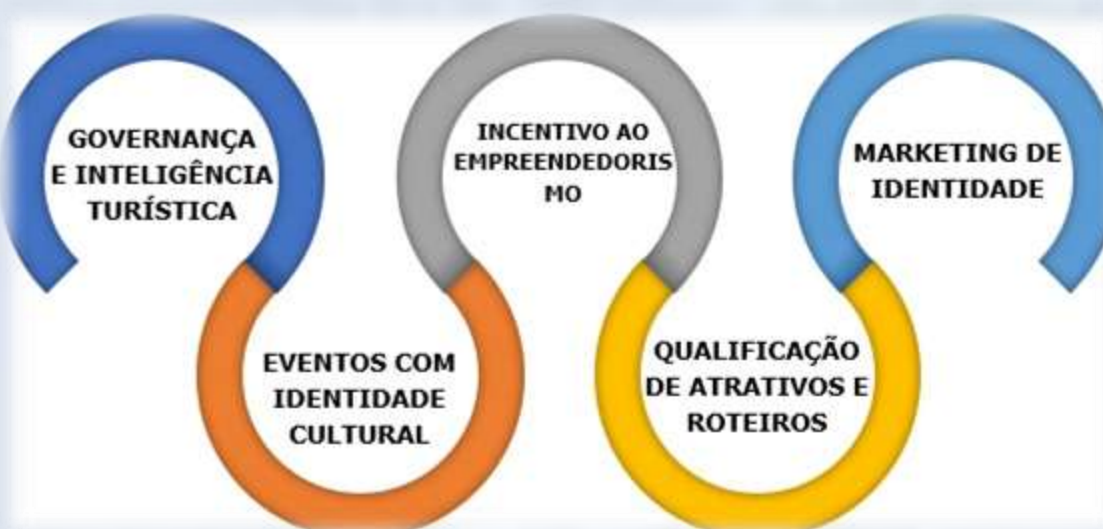 GOVERNANÇA
E INTELIGÊNCIA
TURÍSTICA
EVENTOS COM
IDENTIDADE
CULTURAL
INCENTIVO AO
EMPREENDEDORIS
MO
QUALIFICAÇÃO
DE ATRATIVOS E
ROTEIROS
MARKETING DE
IDENTIDADE